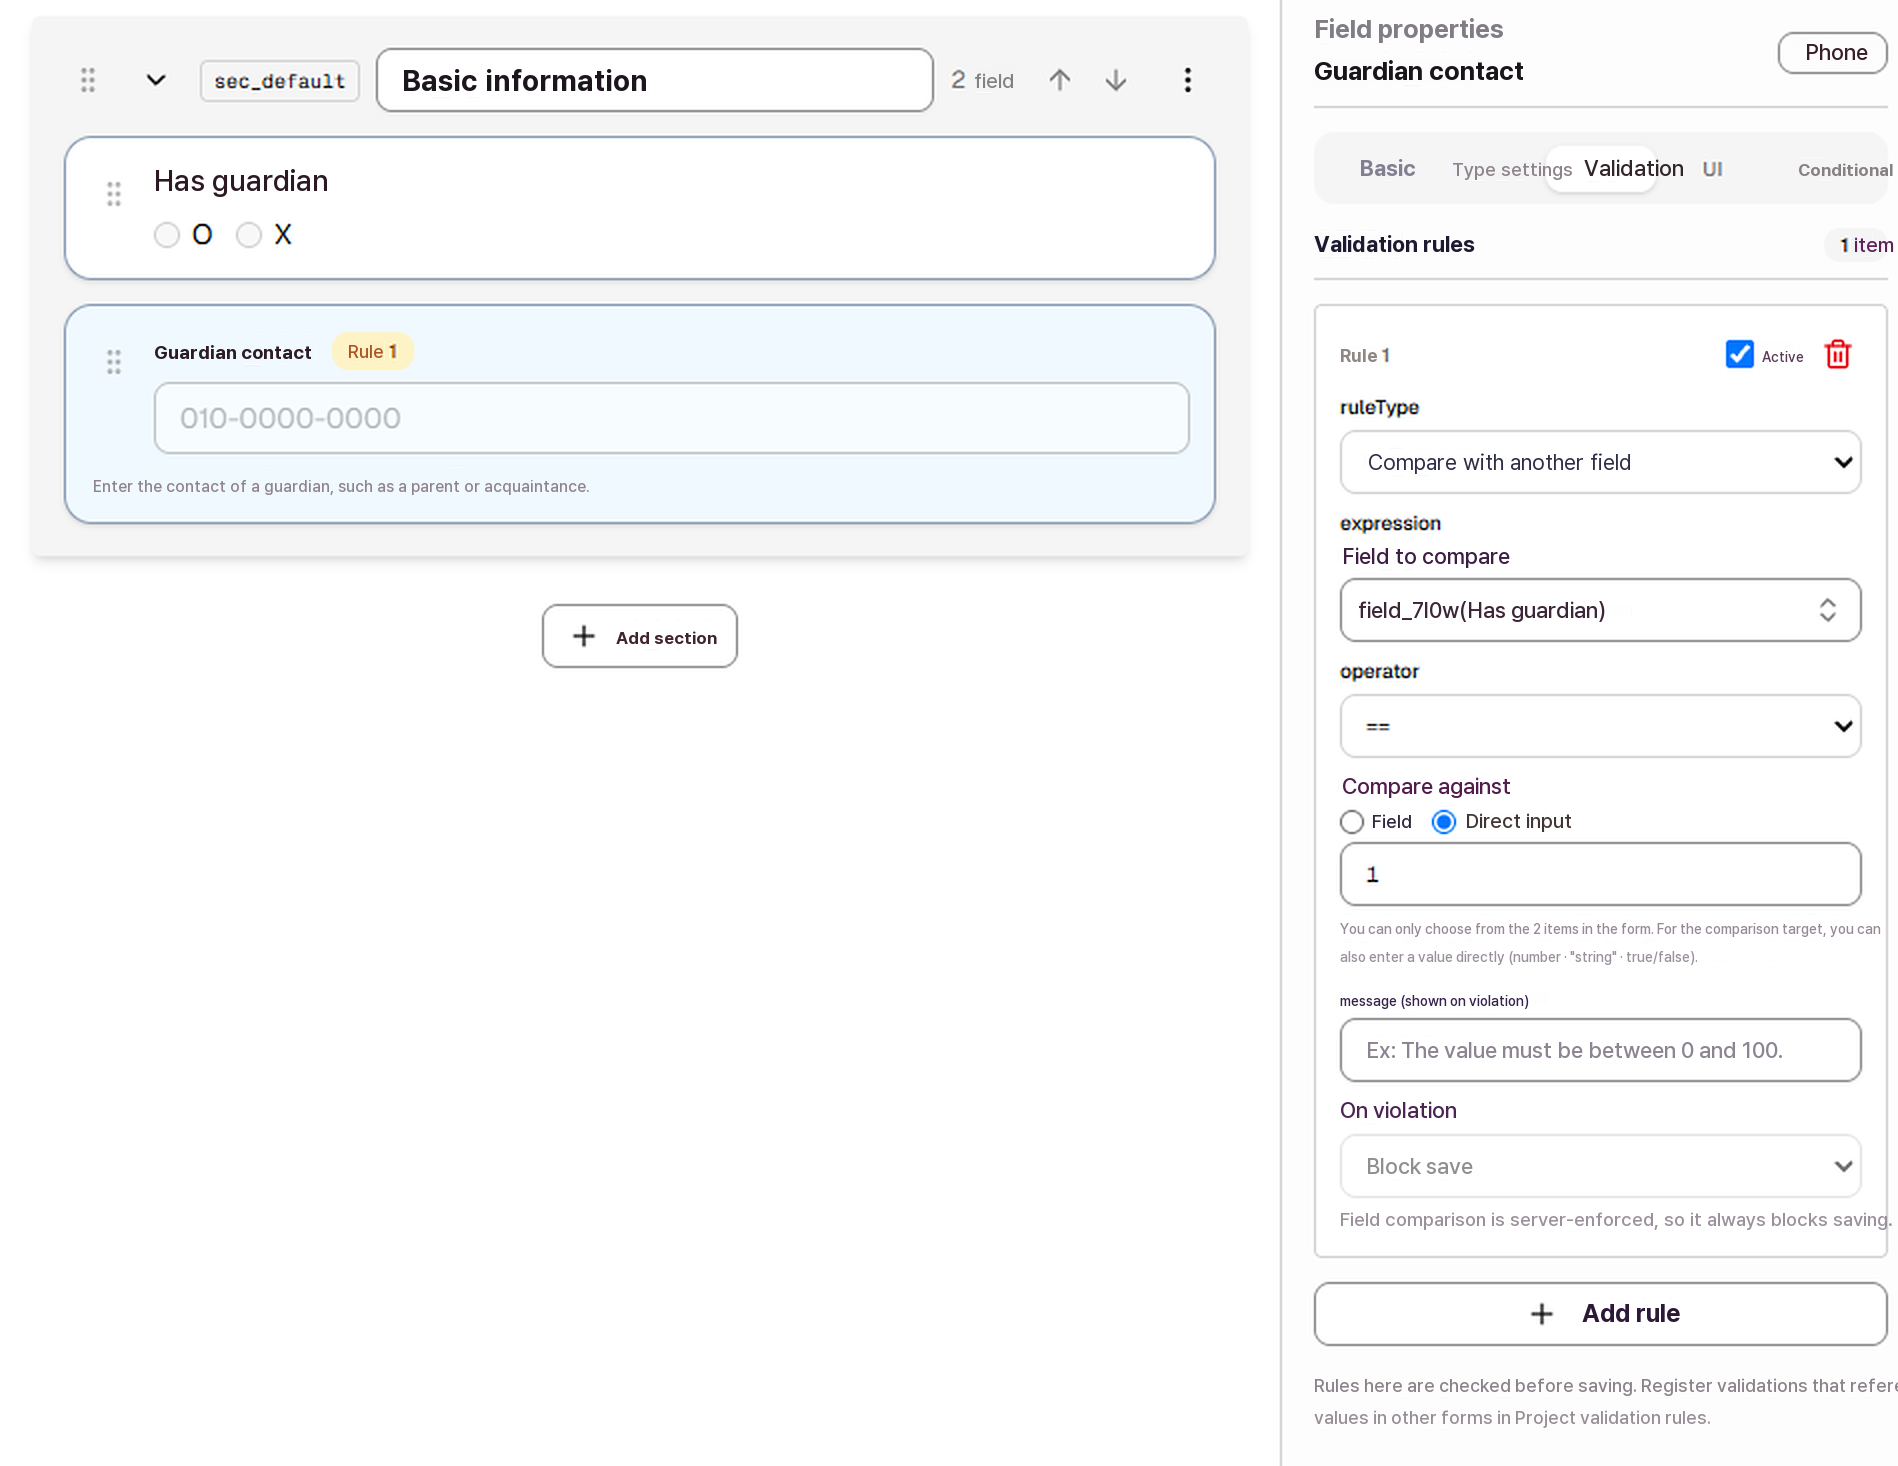 sec_default
Basic information
2 field
Has guardian
O X
Guardian contact Rule 1
010-0000-0000
Enter the contact of a guardian, such as a parent or acquaintance.
Add section
Field properties
Guardian contact
Phone
Basic Type settings Validation UI Conditional
Validation rules
1 item
Rule 1
Active
ruleType
Compare with another field
expression
Field to compare
field_7l0w(Has guardian)
operator
==
Compare against
Field Direct input
1
You can only choose from the 2 items in the form. For the comparison target, you can
also enter a value directly (number · "string" · true/false).
message (shown on violation)
Ex: The value must be between 0 and 100.
On violation
Block save
Field comparison is server-enforced, so it always blocks saving.
Add rule
Rules here are checked before saving. Register validations that refere
values in other forms in Project validation rules.